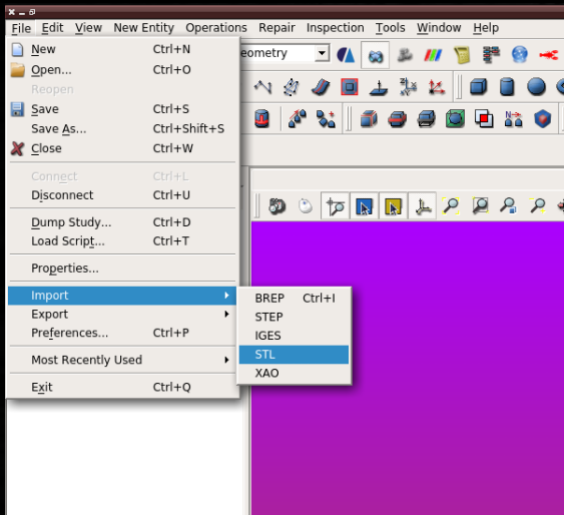 File Edit View New Entity Operations Repair Inspection Tools Window Help
New Ctrl+N
eometry
Open... Ctrl+O
Reopen
Save Ctrl+S
Save As... Ctrl+Shift+S
Close Ctrl+W
Connect Ctrl+L
Disconnect Ctrl+U
Dump Study... Ctrl+D
Load Script... Ctrl+T
Properties...
Import
Export
Preferences... Ctrl+P
Most Recently Used
Exit Ctrl+Q
BREP Ctrl+I
STEP
IGES
STL
XAO